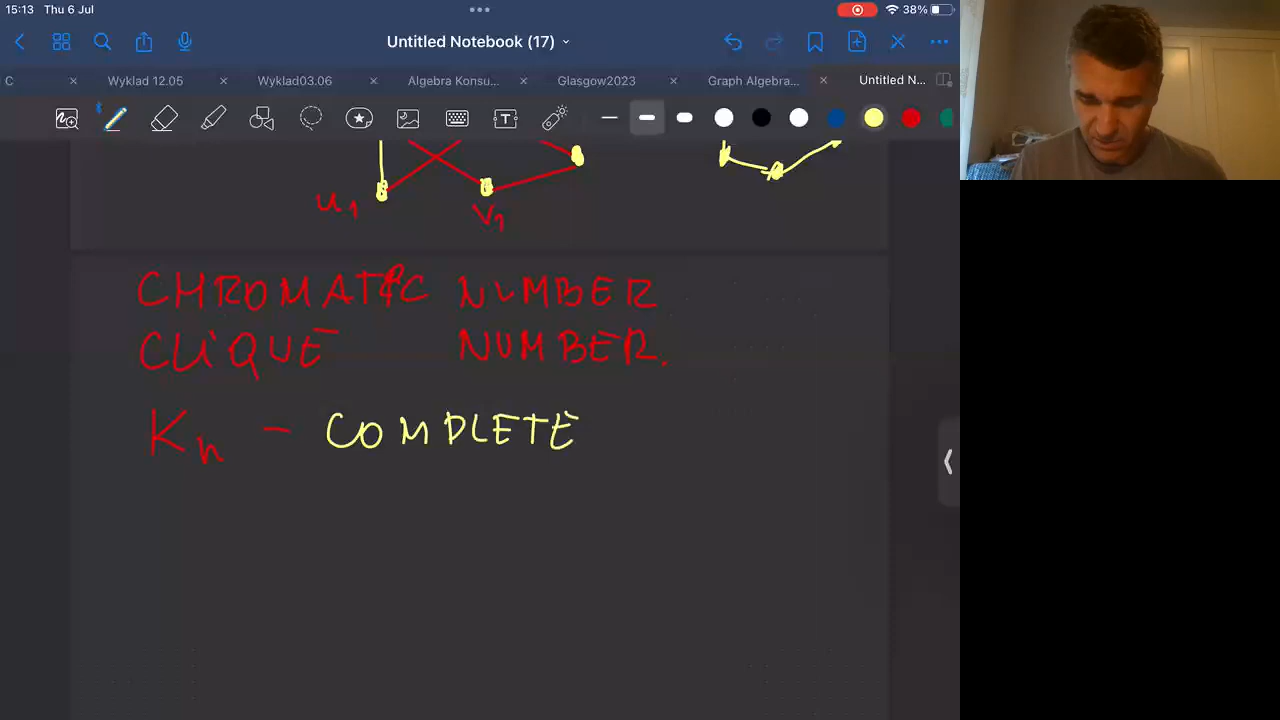 15:13 Thu 6 Jul 38%
Untitled Notebook (17)
C Wyklad 12.05 Wyklad03.06 Algebra Konsu... Glasgow2023 Graph Algebra... Untitled N...
u1 v1
CHROMATIC NUMBER
CLIQUE NUMBER.
Kn - COMPLETE